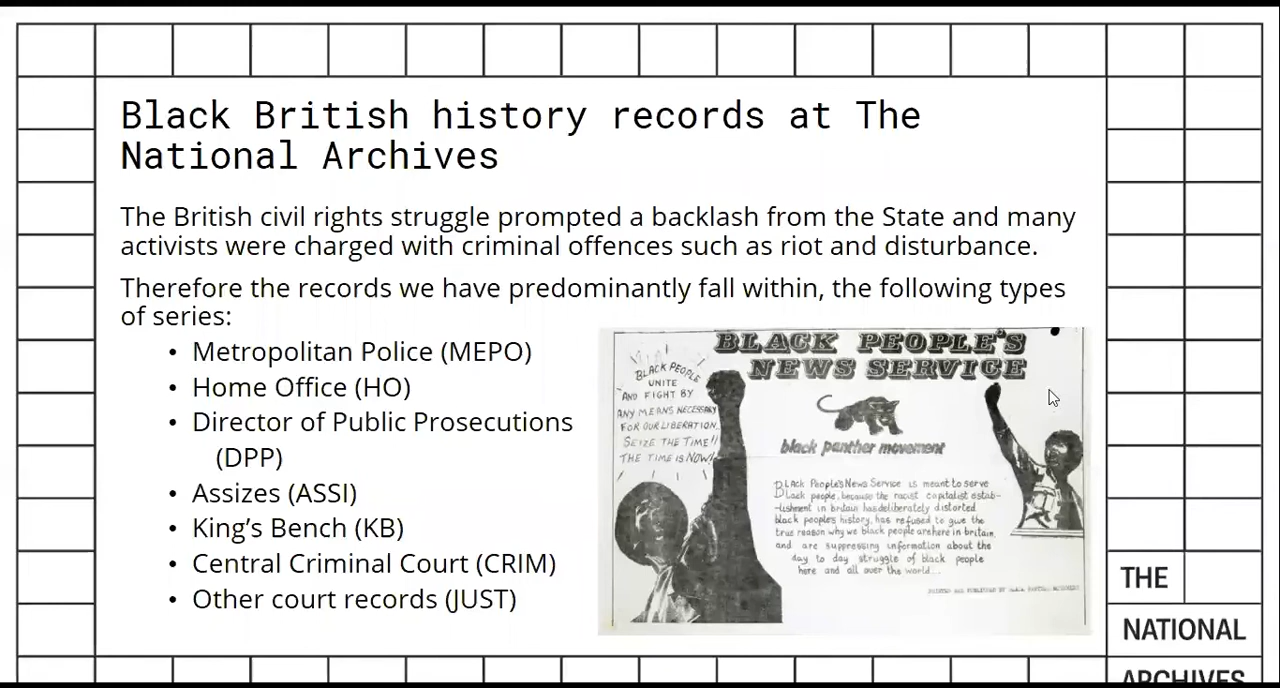 Black British history records at The
National Archives
The British civil rights struggle prompted a backlash from the State and many
activists were charged with criminal offences such as riot and disturbance.
Therefore the records we have predominantly fall within, the following types
of series:
• Metropolitan Police (MEPO)
• Home Office (HO)
• Director of Public Prosecutions
(DPP)
• Assizes (ASSI)
• King’s Bench (KB)
• Central Criminal Court (CRIM)
• Other court records (JUST)
BLACK PEOPLE'S
NEWS SERVICE
BLACK PEOPLE
UNITE
AND FIGHT BY
ANY MEANS NECESSARY
FOR OUR LIBERATION
SEIZE THE TIME!!
THE TIME IS NOW!
black panther movement
Black People's News Service is meant to serve
black people, because the racist capitalist estab-
-lishment in britain has deliberately distorted
black people's history, has refused to give the
true reason why we black people are here in britain,
and are suppressing information about the
day to day struggle of black people
here and all over the world...
PRINTED AND PUBLISHED BY BLACK PANTHER MOVEMENT
THE
NATIONAL
ARCHIVES